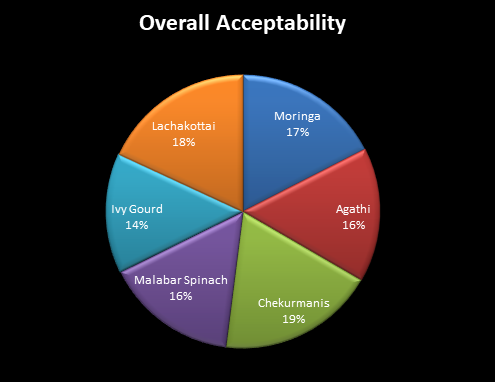 Overall Acceptability
Moringa
17%
Agathi
16%
Chekurmanis
19%
Malabar Spinach
16%
Ivy Gourd
14%
Lachakottai
18%